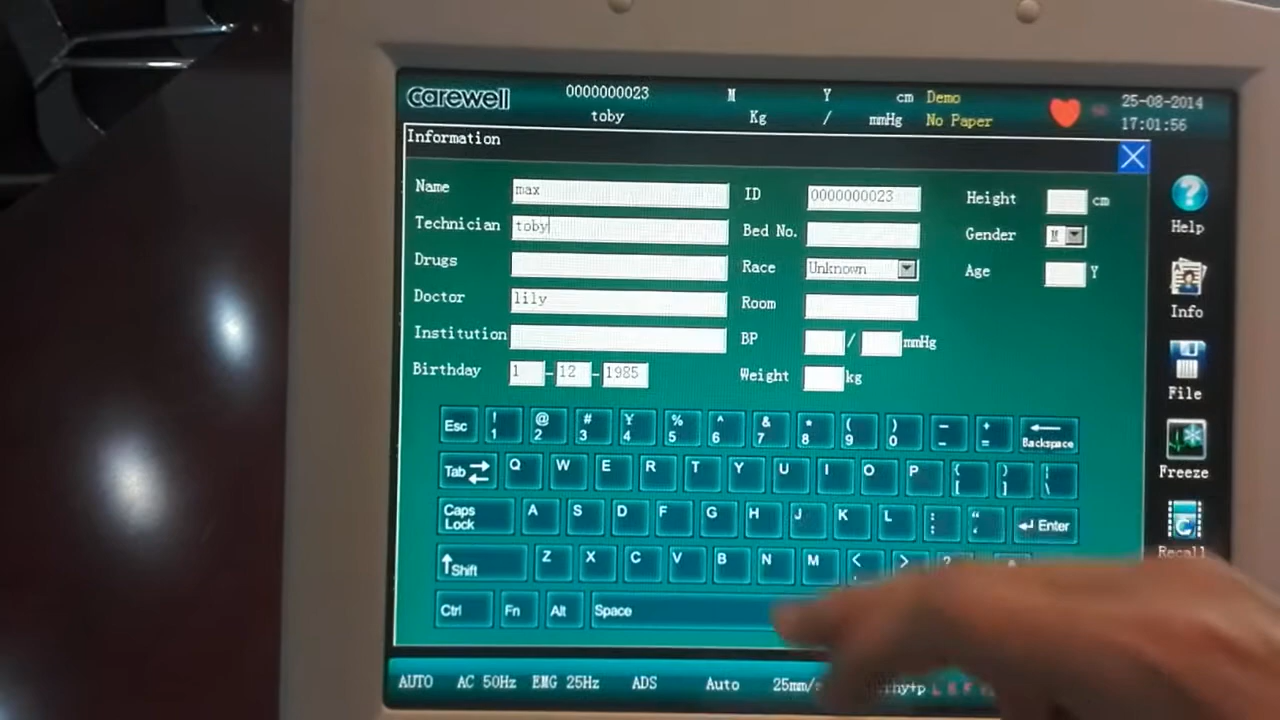 carewell 0000000023 M Y cm Demo 25-08-2014
toby Kg / mmHg No Paper 17:01:56
Information
Name max ID 0000000023 Height cm
Technician toby Bed No. Gender M
Drugs Race Unknown Age Y
Doctor lily Room
Institution BP / mmHg
Birthday 1 - 12 - 1985 Weight kg
Help
Info
File
Freeze
Recall
Esc ! 1 @ 2 # 3 ¥ 4 % 5 ^ 6 & 7 * 8 ( 9 ) 0 — - + = Backspace
Tab Q W E R T Y U I O P { [ } ] | \
Caps Lock A S D F G H J K L : ; “ ‘ Enter
Shift Z X C V B N M < , > ?
Ctrl Fn Alt Space
AUTO AC 50Hz EMG 25Hz ADS Auto 25mm/s